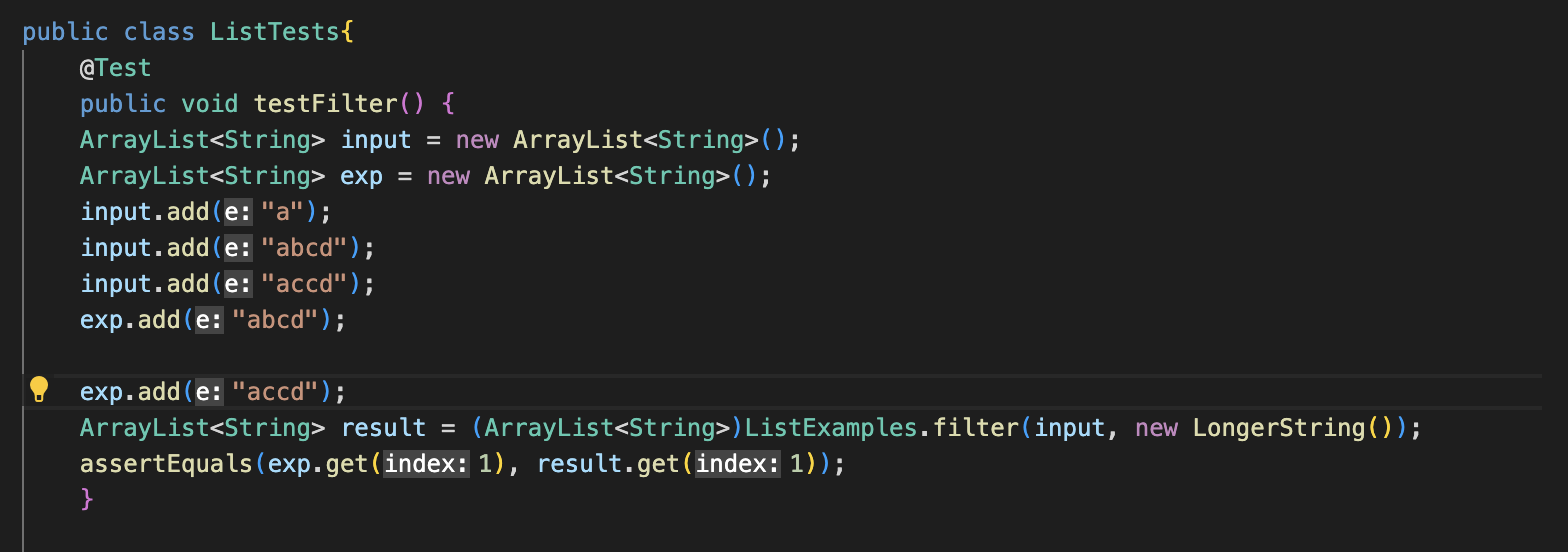 public class ListTests{
@Test
public void testFilter() {
ArrayList<String> input = new ArrayList<String>();
ArrayList<String> exp = new ArrayList<String>();
input.add(e: "a");
input.add(e: "abcd");
input.add(e: "accd");
exp.add(e: "abcd");
exp.add(e: "accd");
ArrayList<String> result = (ArrayList<String>)ListExamples.filter(input, new LongerString());
assertEquals(exp.get(index: 1), result.get(index: 1));
}